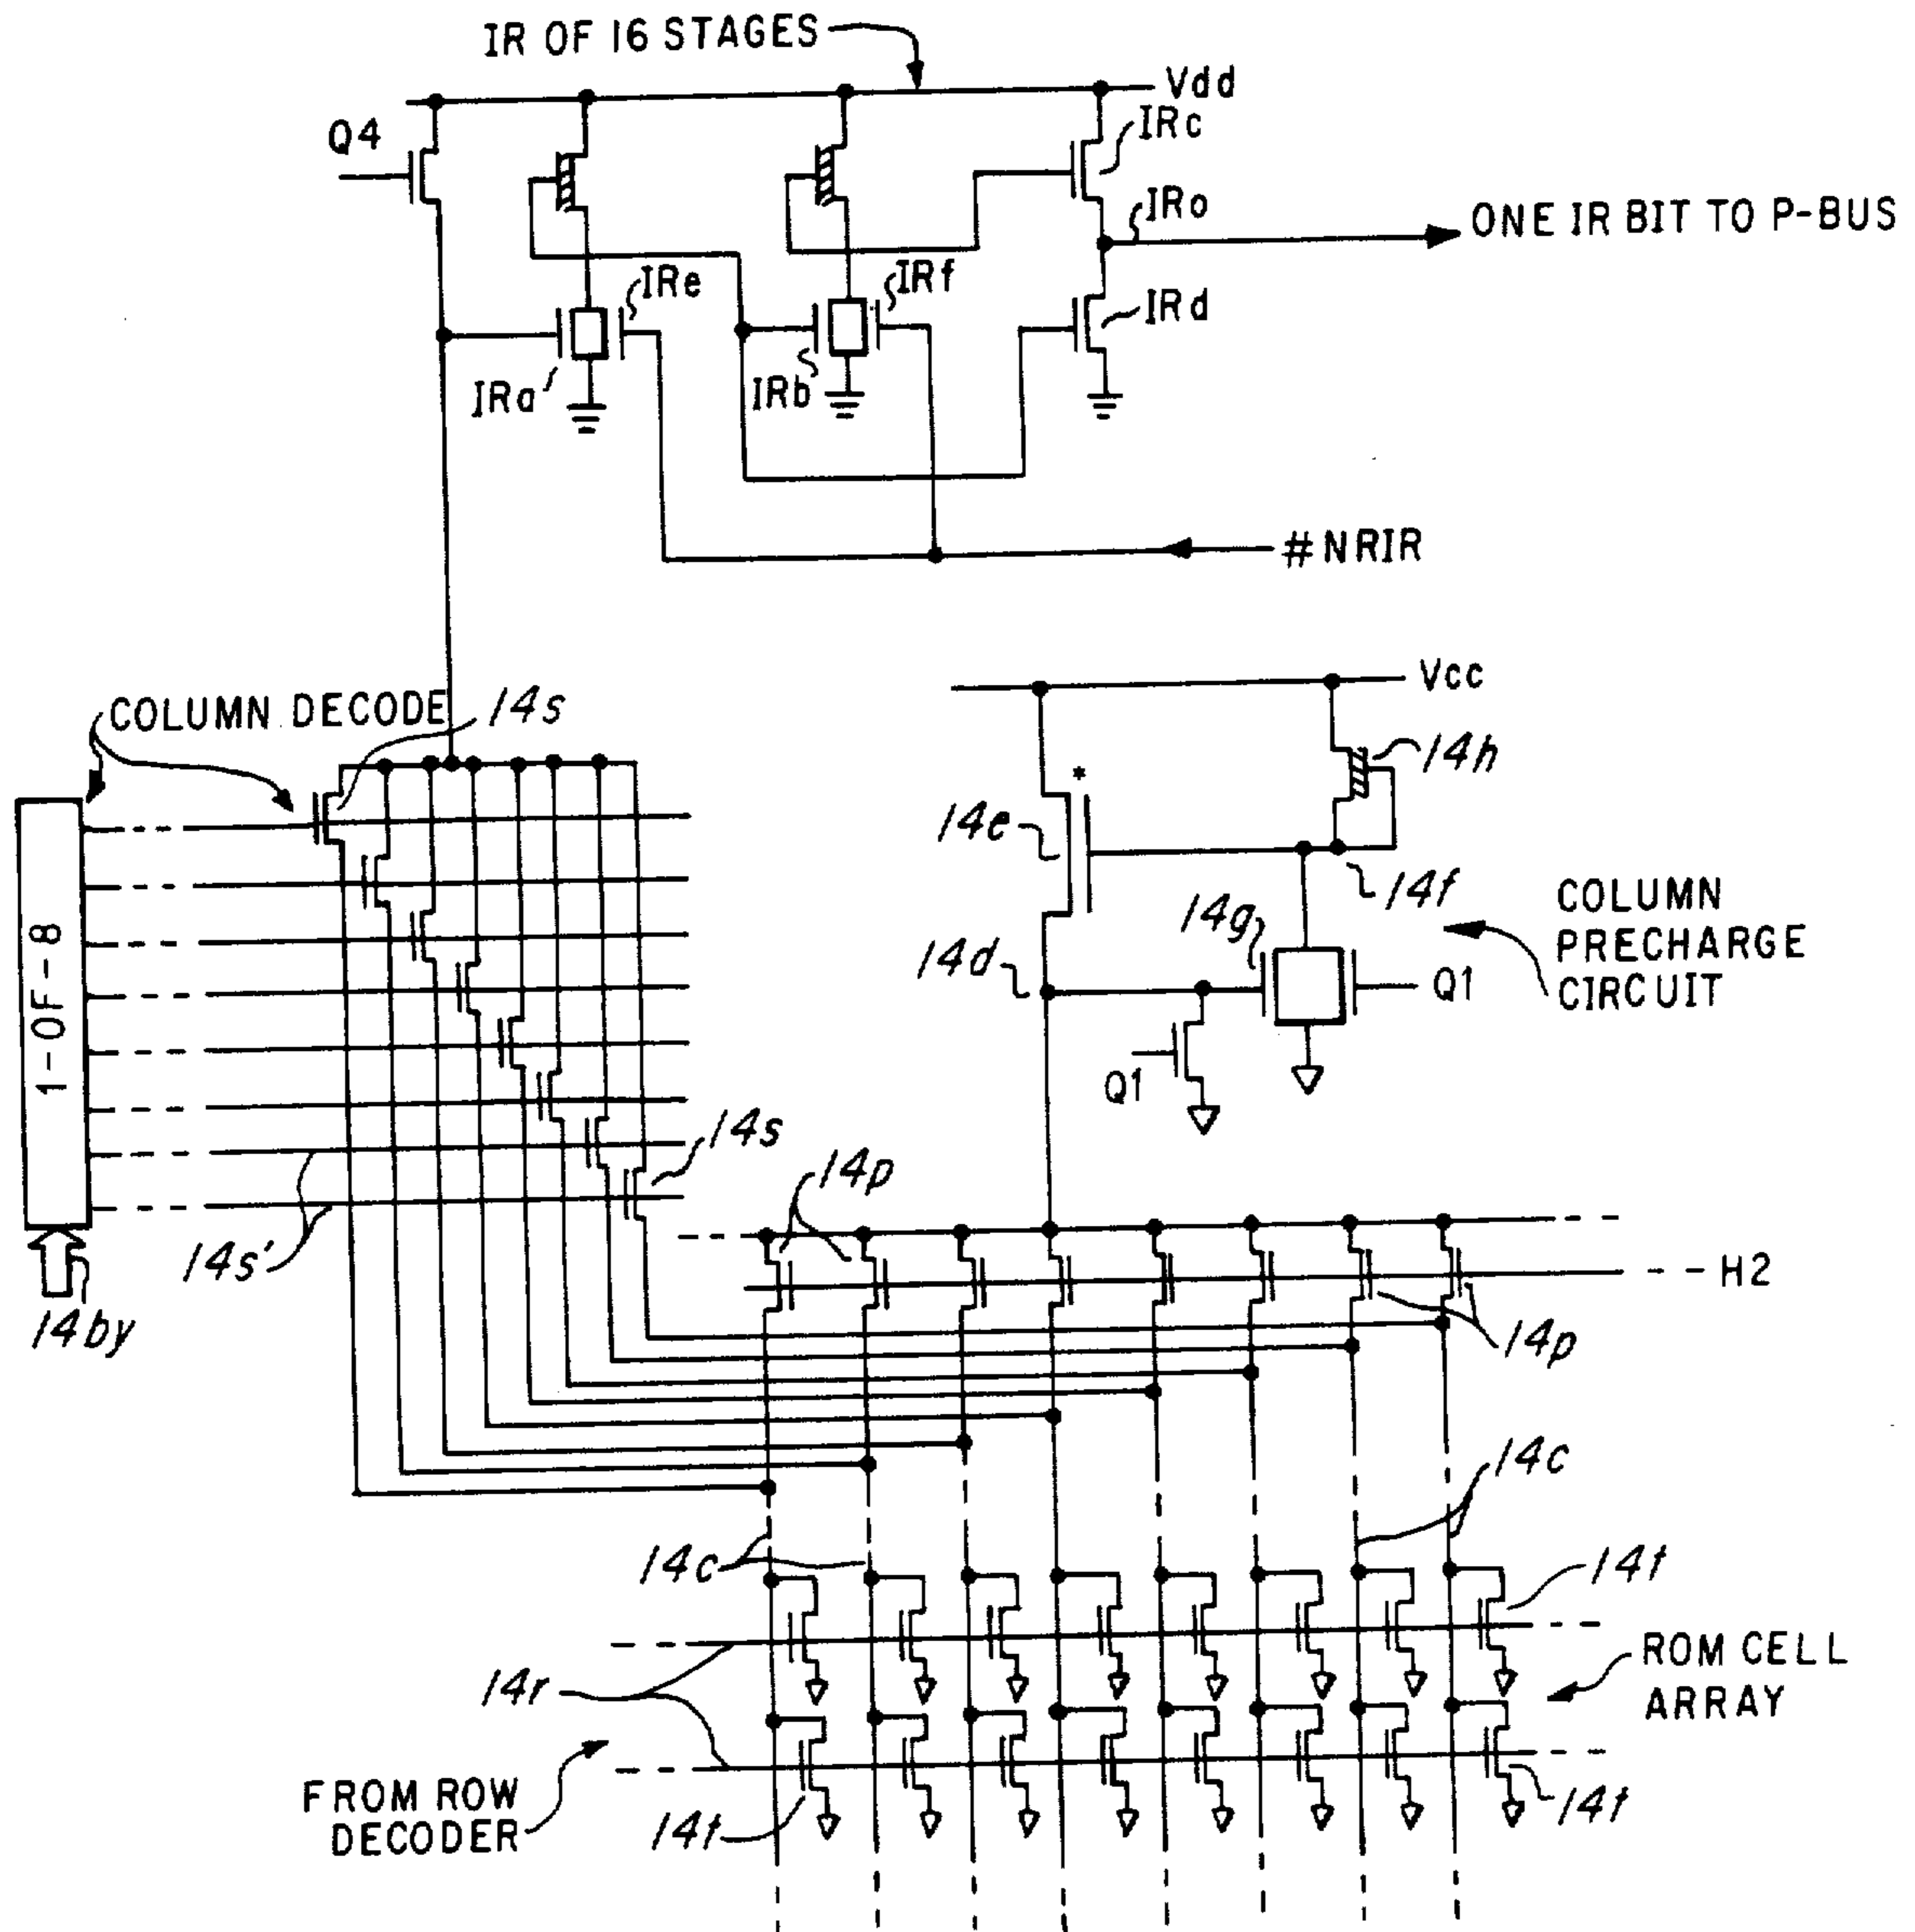 IR OF 16 STAGES
Vdd
Q4
IRc
IRo
ONE IR BIT TO P-BUS
IRe
IRf
IRd
IRa
IRb
#NRIR
Vcc
COLUMN DECODE
14s
14h
*
14e
14f
COLUMN
PRECHARGE
CIRCUIT
14g
14d
Q1
Q1
1-OF-8
14s
14p
14s'
H2
14by
14p
14c
14c
14t
14r
ROM CELL
ARRAY
FROM ROW
DECODER
14t
14t